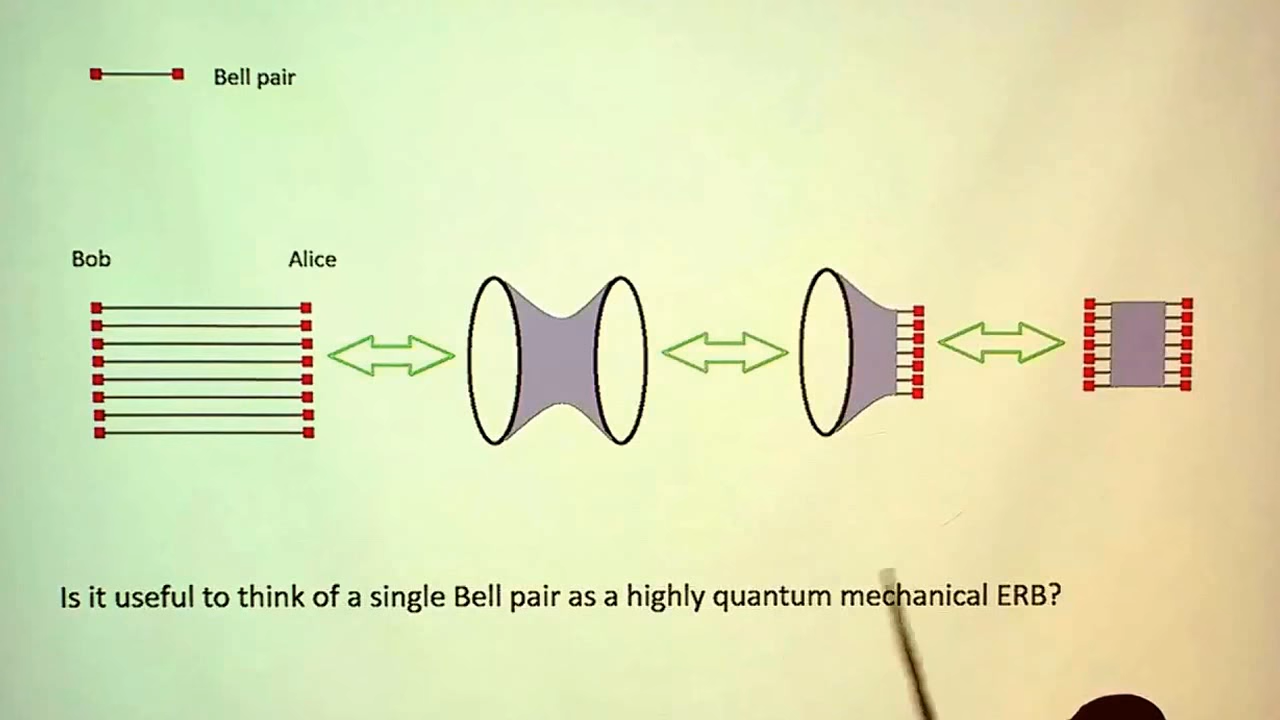 Bell pair
Bob Alice
Is it useful to think of a single Bell pair as a highly quantum mechanical ERB?